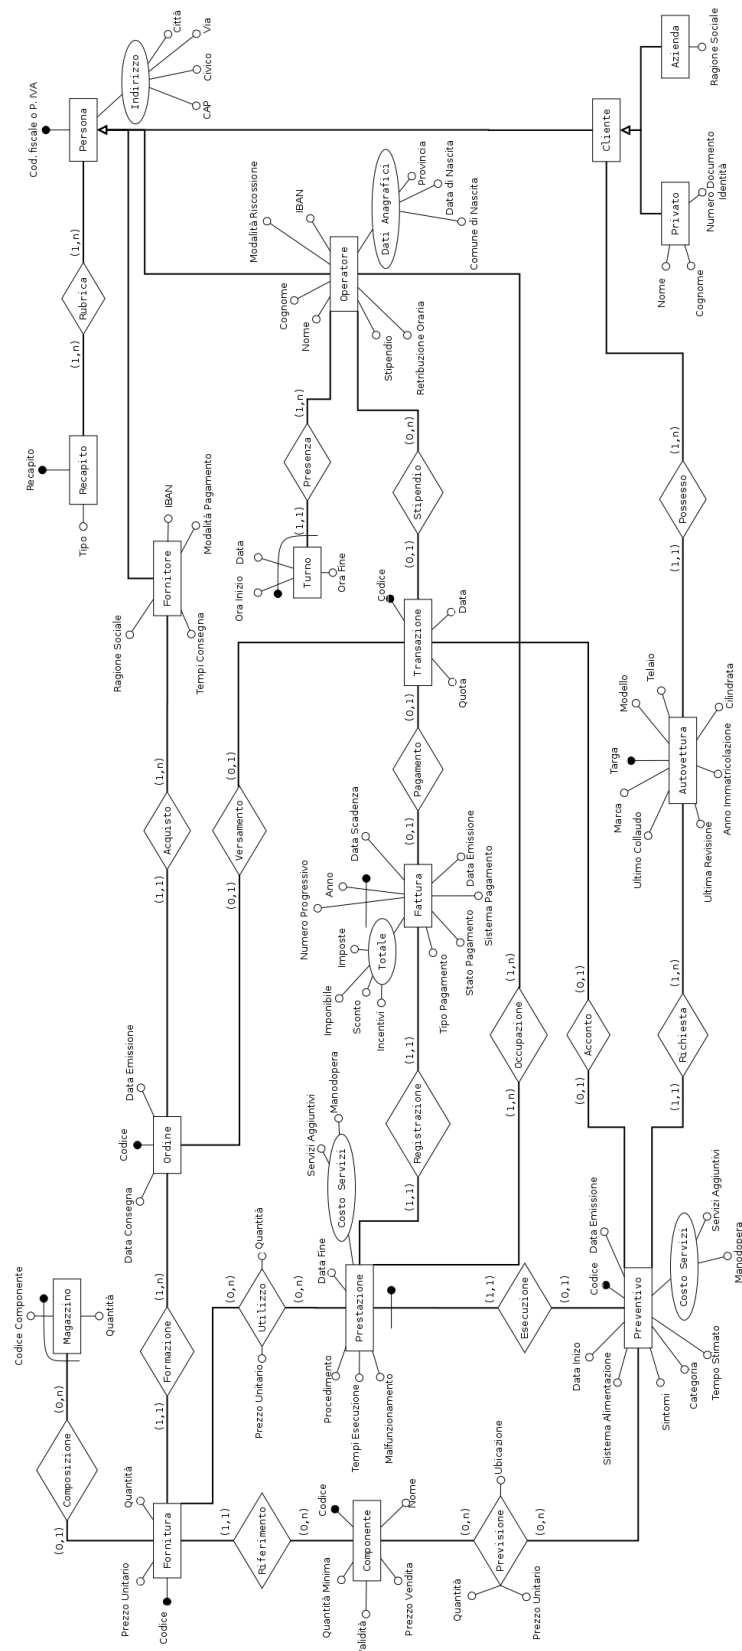 Cod. fiscale o P. IVA
Persona
Indirizzo
Città
Via
Civico
CAP
(1,n)
Rubrica
(1,n)
Recapito
Recapito
Tipo
Fornitore
IBAN
Modalità Pagamento
Ragione Sociale
Tempi Consegna
(1,n)
Acquisto
(1,1)
Ordine
Data Emissione
Codice
Data Consegna
(1,n)
Formazione
(1,1)
Fornitura
Quantità
Prezzo Unitario
Codice
Codice Componente
Magazzino
Quantità
(0,n)
Composizione
(0,1)
(0,1)
Versamento
(0,1)
Quantità
(0,n)
Utilizzo
(0,n)
Prezzo Unitario
(1,1)
Riferimento
(0,n)
Codice
Nome
Componente
Quantità Minima
alidità
Prezzo Vendita
(0,n)
Previsione
(0,n)
Ubicazione
Quantità
Prezzo Unitario
Modalità Riscossione
IBAN
Cognome
Nome
Operatore
Dati Anagrafici
Provincia
Data di Nascita
Comune di Nascita
Stipendio
Retribuzione Oraria
(1,n)
Presenza
(1,1)
Turno
Data
Ora Inizio
Ora Fine
(0,n)
Stipendio
(0,1)
Codice
Transazione
Data
Quota
(0,1)
Pagamento
(0,1)
Fattura
Data Scadenza
Anno
Numero Progressivo
Data Emissione
Sistema Pagamento
Stato Pagamento
Tipo Pagamento
Totale
Imposte
Imponibile
Sconto
Incentivi
(1,1)
Registrazione
(1,1)
Manodopera
Servizi Aggiuntivi
Costo Servizi
Data Fine
Prestazione
Procedimento
Tempi Esecuzione
Malfunzionamento
(1,n)
Occupazione
(1,n)
(1,1)
Esecuzione
(0,1)
(0,1)
Acconto
(0,1)
Data Emissione
Codice
Preventivo
Data Inizo
Sistema Alimentazione
Sintomi
Categoria
Tempo Stimato
Costo Servizi
Servizi Aggiuntivi
Manodopera
(1,n)
Richiesta
(1,1)
Autovettura
Telaio
Modello
Targa
Marca
Ultimo Collaudo
Cilindrata
Anno Immatricolazione
Ultima Revisione
(1,n)
Possesso
(1,1)
Cliente
Azienda
Ragione Sociale
Privato
Numero Documento
Identità
Nome
Cognome